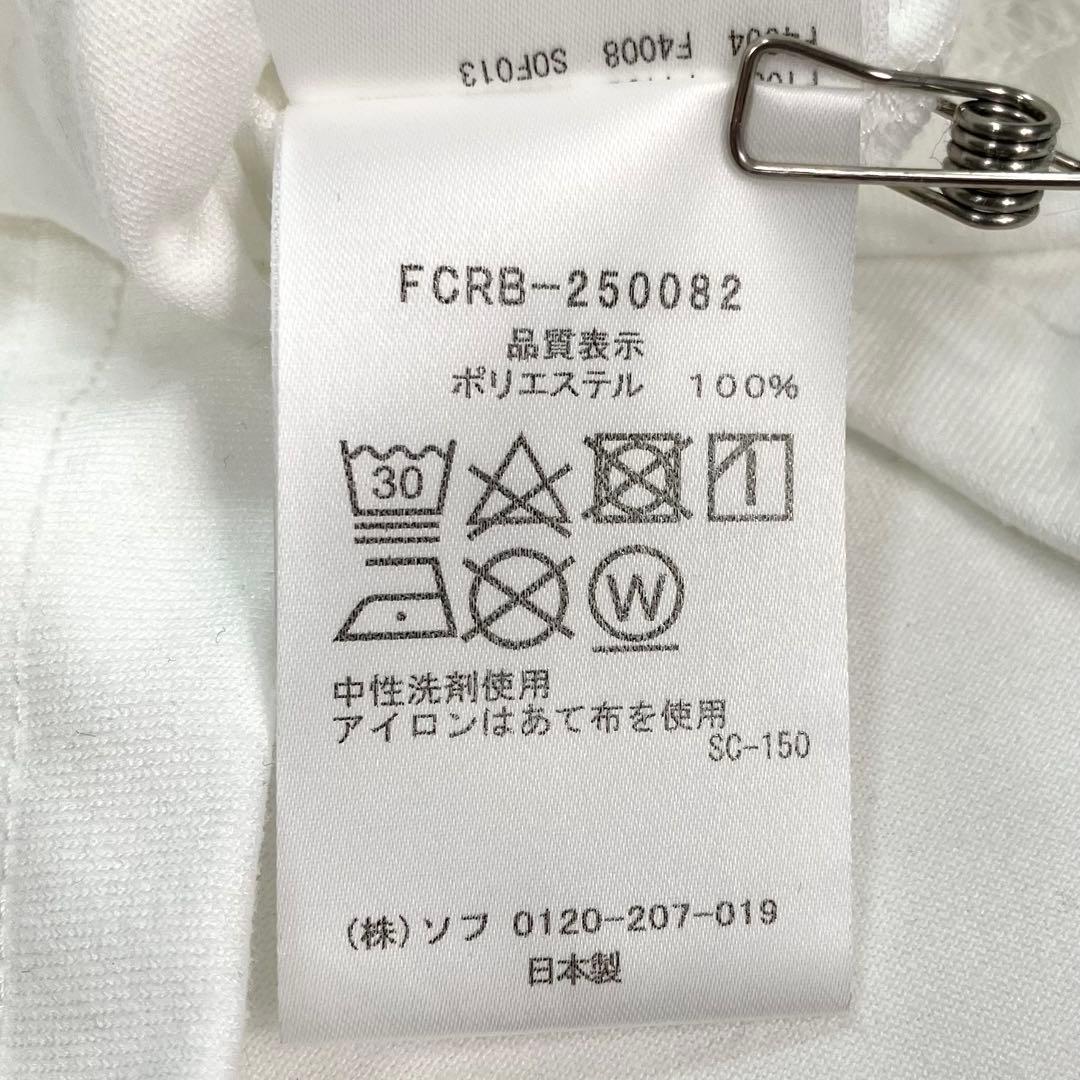 F4004 F4008 SOF013
FCRB-250082
品質表示
ポリエステル 100%
30
W
中性洗剤使用
アイロンはあて布を使用
SC-150
(株)ソフ 0120-207-019
日本製